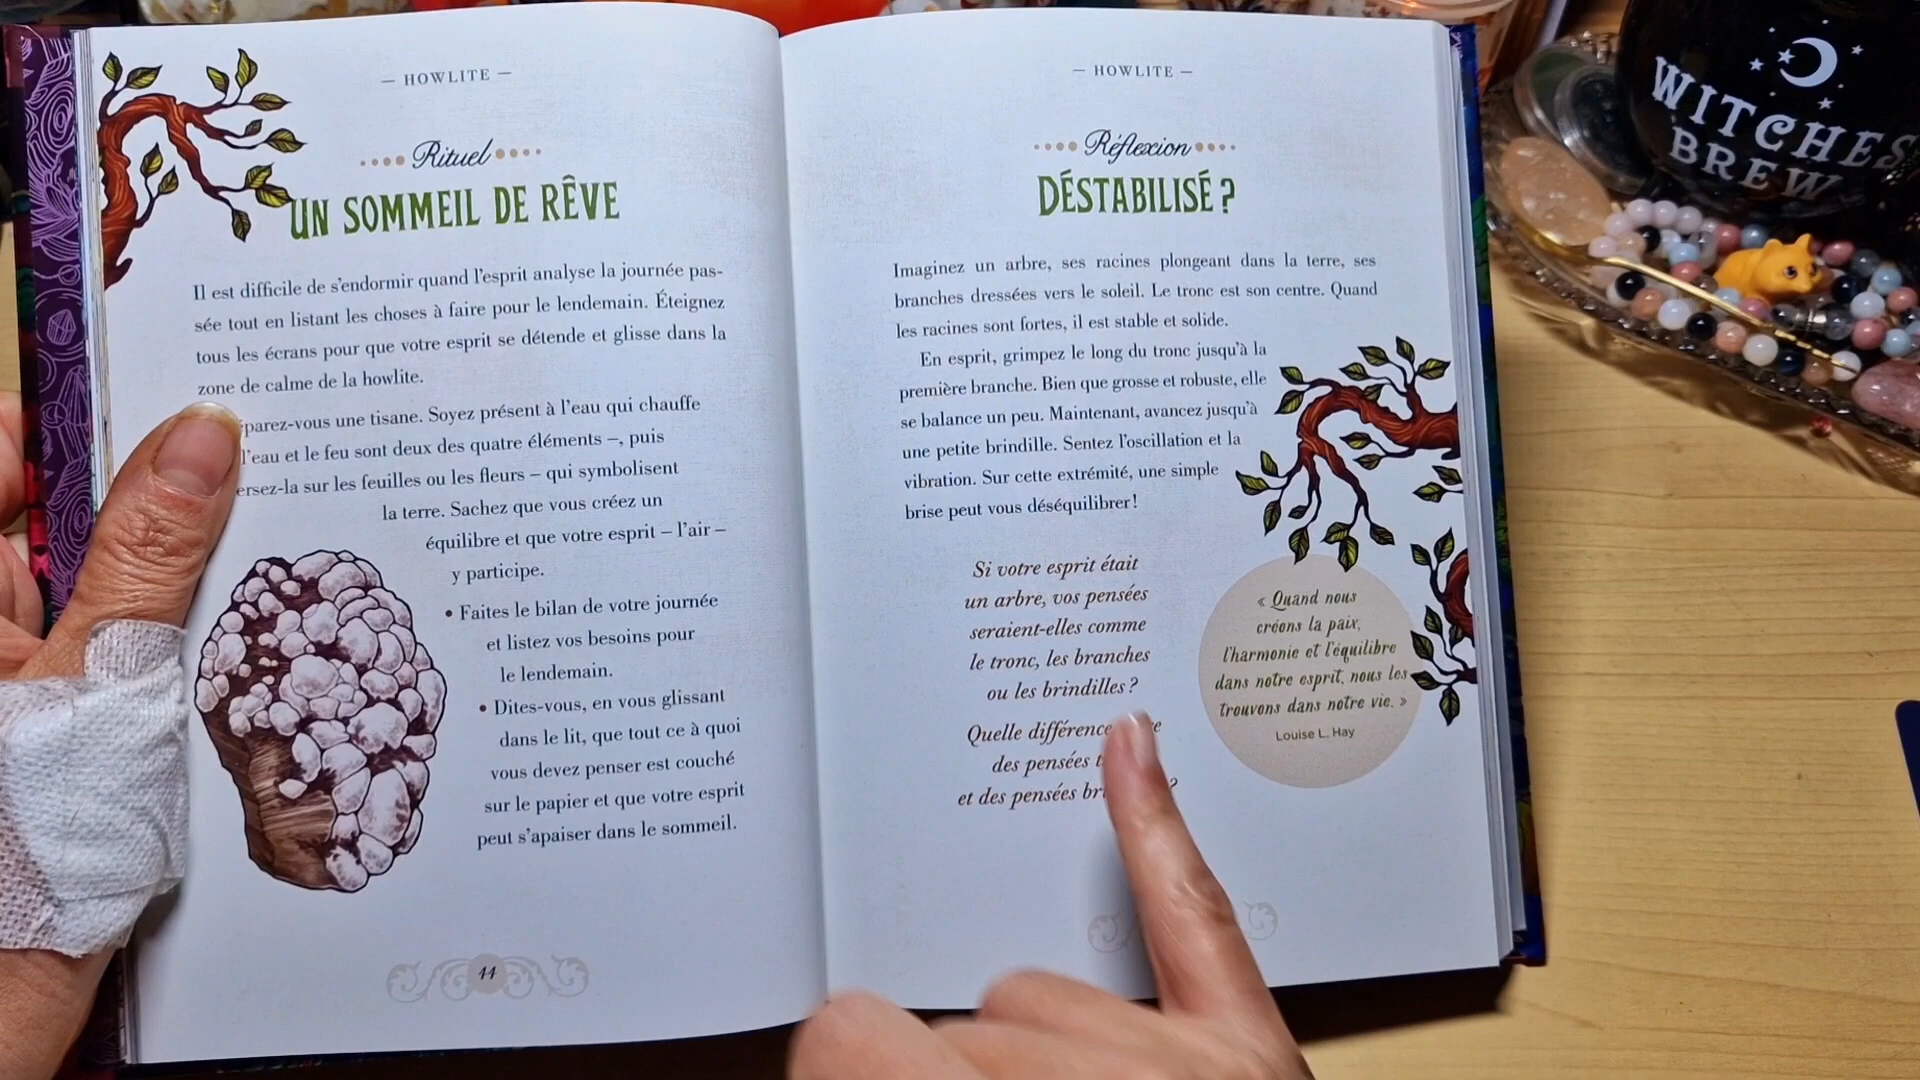 — HOWLITE —
Rituel
UN SOMMEIL DE RÊVE
Il est difficile de s'endormir quand l'esprit analyse la journée pas-
sée tout en listant les choses à faire pour le lendemain. Éteignez
tous les écrans pour que votre esprit se détende et glisse dans la
zone de calme de la howlite.
parez-vous une tisane. Soyez présent à l'eau qui chauffe
l'eau et le feu sont deux des quatre éléments –, puis
ersez-la sur les feuilles ou les fleurs – qui symbolisent
la terre. Sachez que vous créez un
équilibre et que votre esprit – l'air –
y participe.
• Faites le bilan de votre journée
et listez vos besoins pour
le lendemain.
• Dites-vous, en vous glissant
dans le lit, que tout ce à quoi
vous devez penser est couché
sur le papier et que votre esprit
peut s'apaiser dans le sommeil.
44
— HOWLITE —
Réflexion
DÉSTABILISÉ ?
Imaginez un arbre, ses racines plongeant dans la terre, ses
branches dressées vers le soleil. Le tronc est son centre. Quand
les racines sont fortes, il est stable et solide.
En esprit, grimpez le long du tronc jusqu'à la
première branche. Bien que grosse et robuste, elle
se balance un peu. Maintenant, avancez jusqu'à
une petite brindille. Sentez l'oscillation et la
vibration. Sur cette extrémité, une simple
brise peut vous déséquilibrer !
Si votre esprit était
un arbre, vos pensées
seraient-elles comme
le tronc, les branches
ou les brindilles ?
Quelle différence
des pensées
et des pensées ?
« Quand nous
créons la paix,
l'harmonie et l'équilibre
dans notre esprit, nous les
trouvons dans notre vie. »
Louise L. Hay
WITCHES
BREW